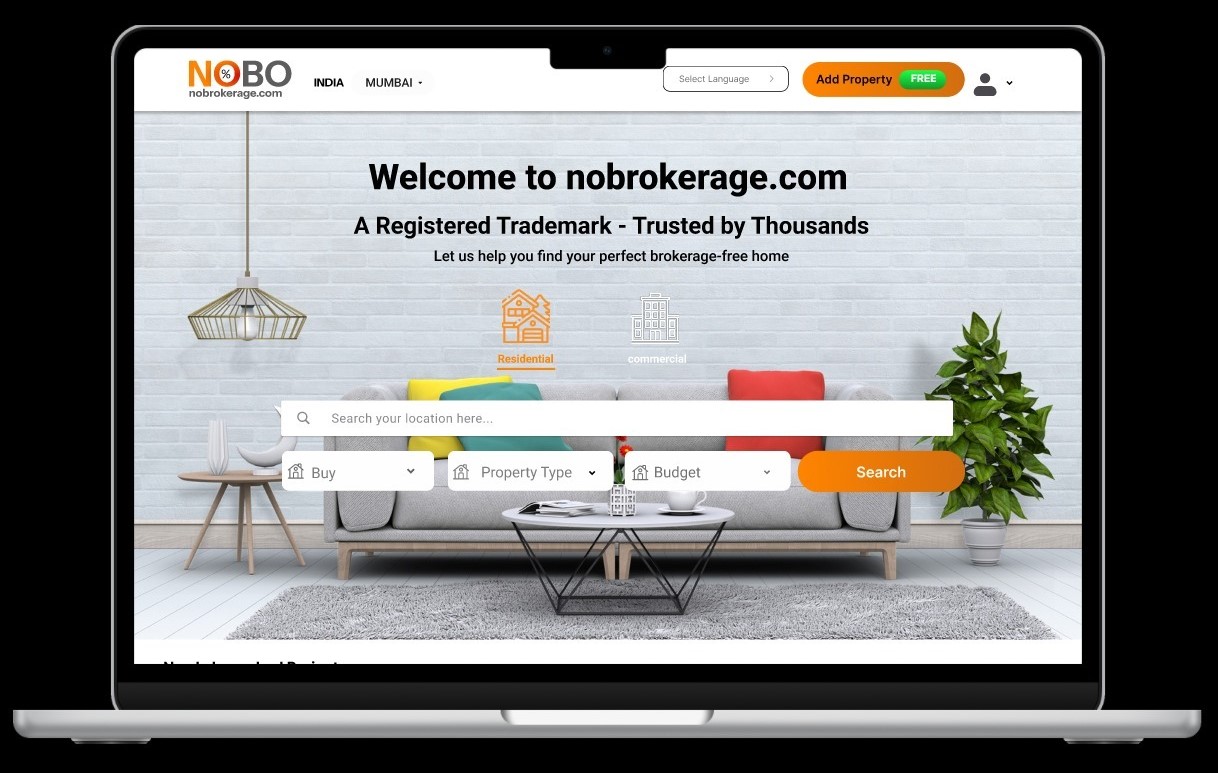 NOBO
nobrokerage.com
INDIA
MUMBAI
Select Language
Add Property FREE
Welcome to nobrokerage.com
A Registered Trademark - Trusted by Thousands
Let us help you find your perfect brokerage-free home
Residential
commercial
Search your location here...
Buy
Property Type
Budget
Search